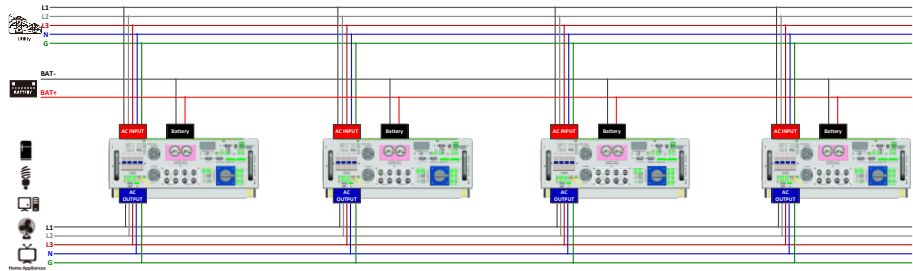 L1
L2
L3
N
G
Utility
BAT-
BATTERY
BAT+
AC INPUT Battery AC INPUT Battery AC INPUT Battery AC INPUT Battery
AC OUTPUT AC OUTPUT AC OUTPUT AC OUTPUT
L1
L2
L3
N
G
Home Appliances